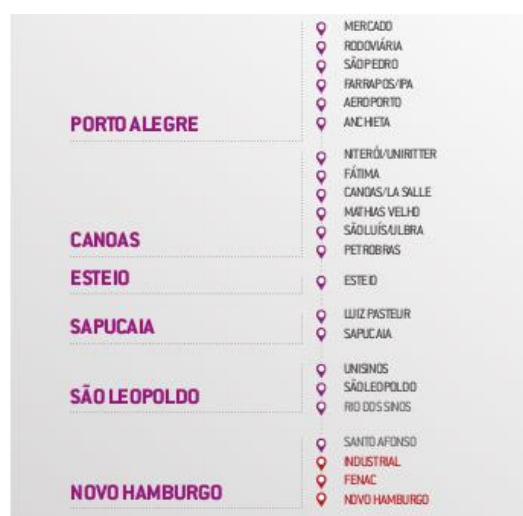 MERCADO
RODOVIÁRIA
SÃO PEDRO
FARRAPOS/IPA
AEROPORTO
ANCHIETA
PORTO ALEGRE
NITERÓI/UNIRITTER
FÁTIMA
CANOAS/LA SALLE
MATHIAS VELHO
SÃO LUÍS/ULBRA
PETROBRAS
CANOAS
ESTEIO
ESTEIO
LUIZ PASTEUR
SAPUCAIA
SAPUCAIA
UNISINOS
SÃO LEOPOLDO
RIO DOS SINOS
SÃO LEOPOLDO
SANTO AFONSO
INDUSTRIAL
FENAC
NOVO HAMBURGO
NOVO HAMBURGO